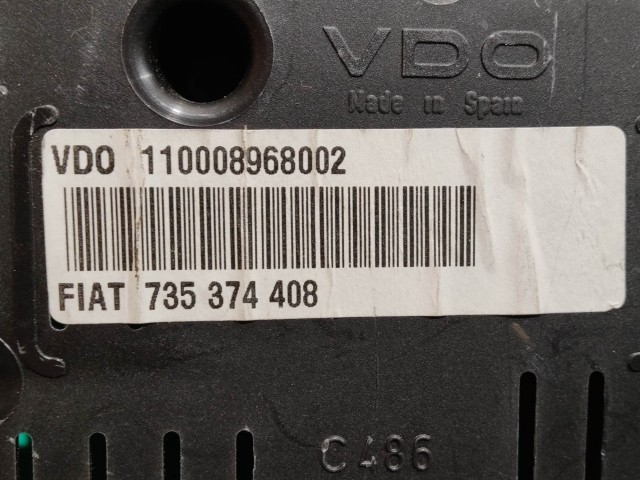 VDO
Made in Spain
VDO 110008968002
FIAT 735 374 408
C486